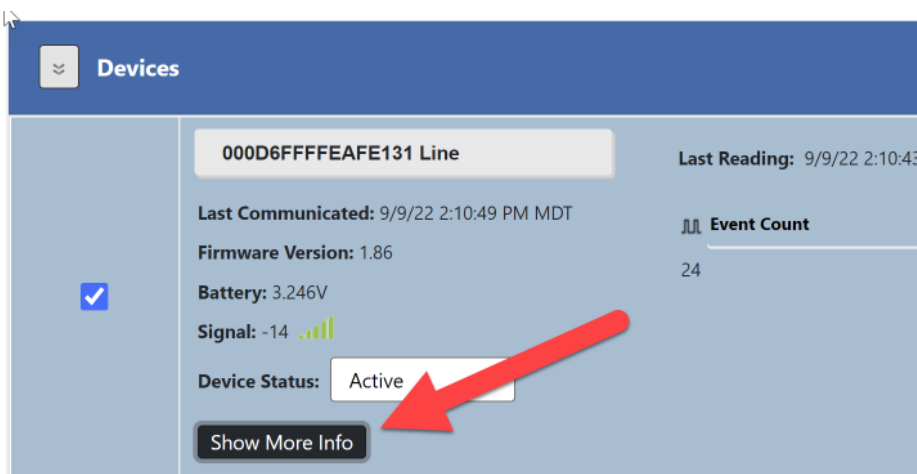 Devices
000D6FFFFEAFE131 Line
Last Communicated: 9/9/22 2:10:49 PM MDT
Firmware Version: 1.86
Battery: 3.246V
Signal: -14
Device Status: Active
Show More Info
Last Reading: 9/9/22 2:10:43
Event Count
24